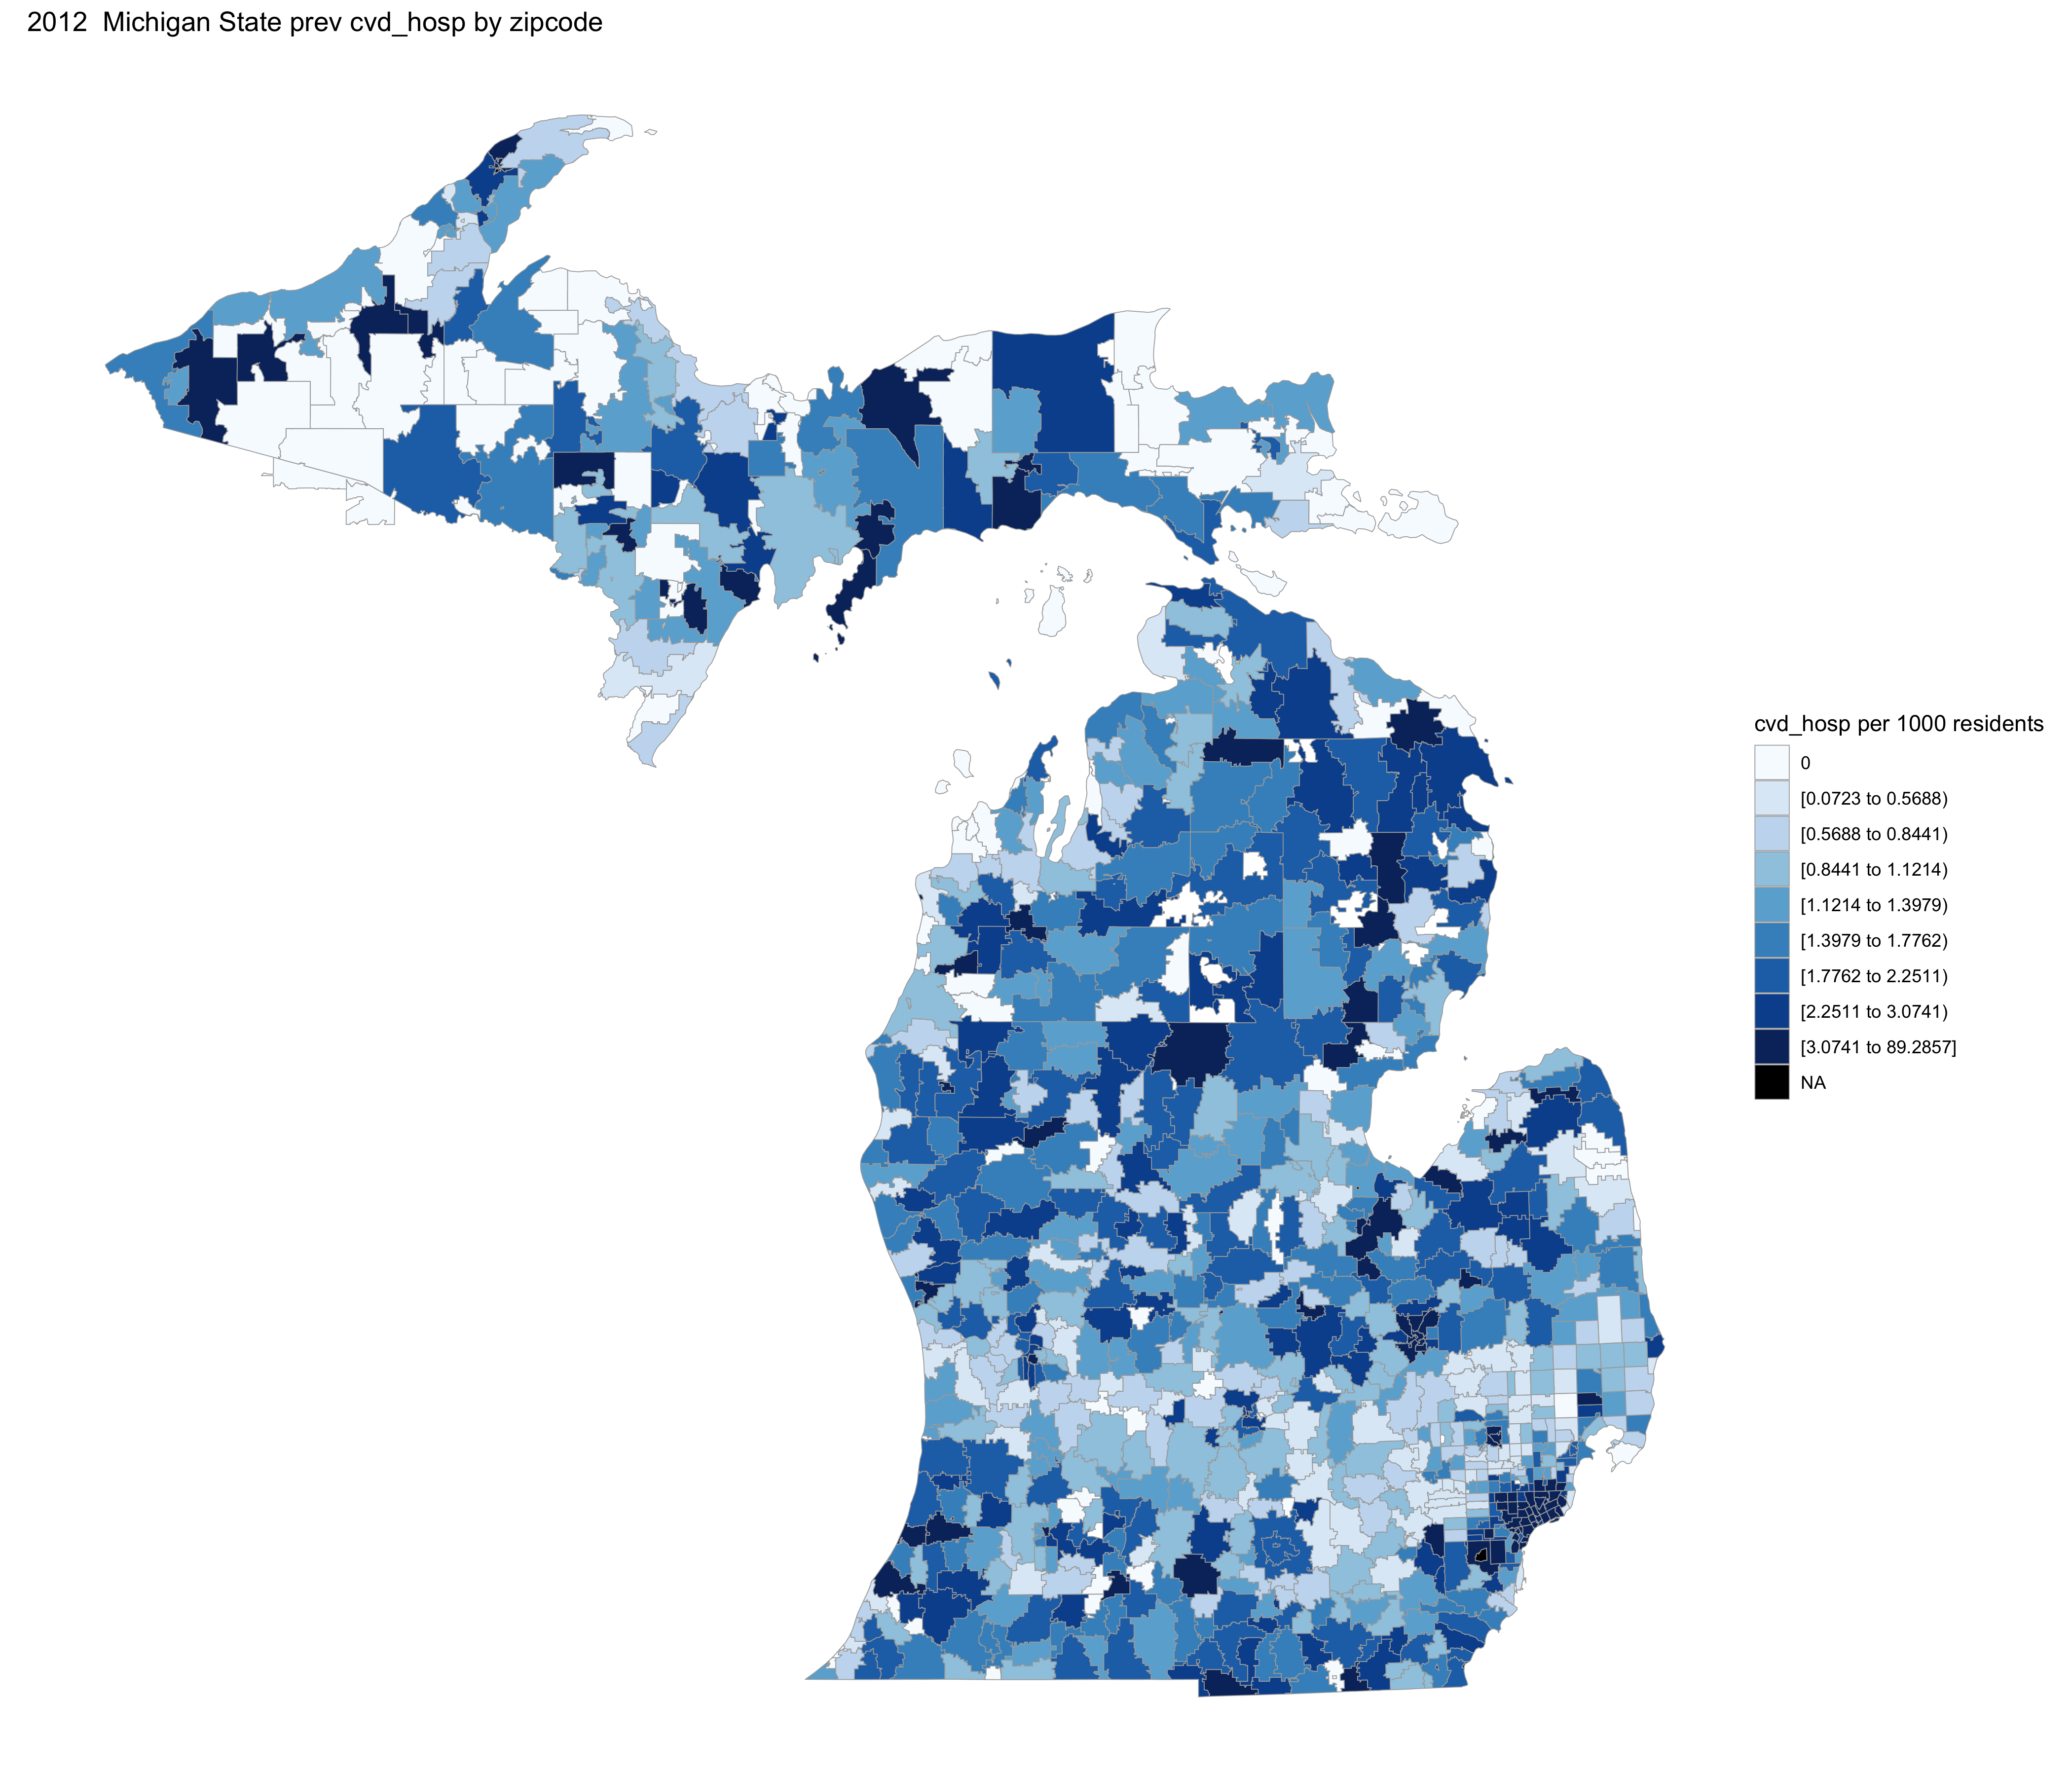 2012  Michigan State prev cvd_hosp by zipcode
cvd_hosp per 1000 residents
0
[0.0723 to 0.5688)
[0.5688 to 0.8441)
[0.8441 to 1.1214)
[1.1214 to 1.3979)
[1.3979 to 1.7762)
[1.7762 to 2.2511)
[2.2511 to 3.0741)
[3.0741 to 89.2857]
NA